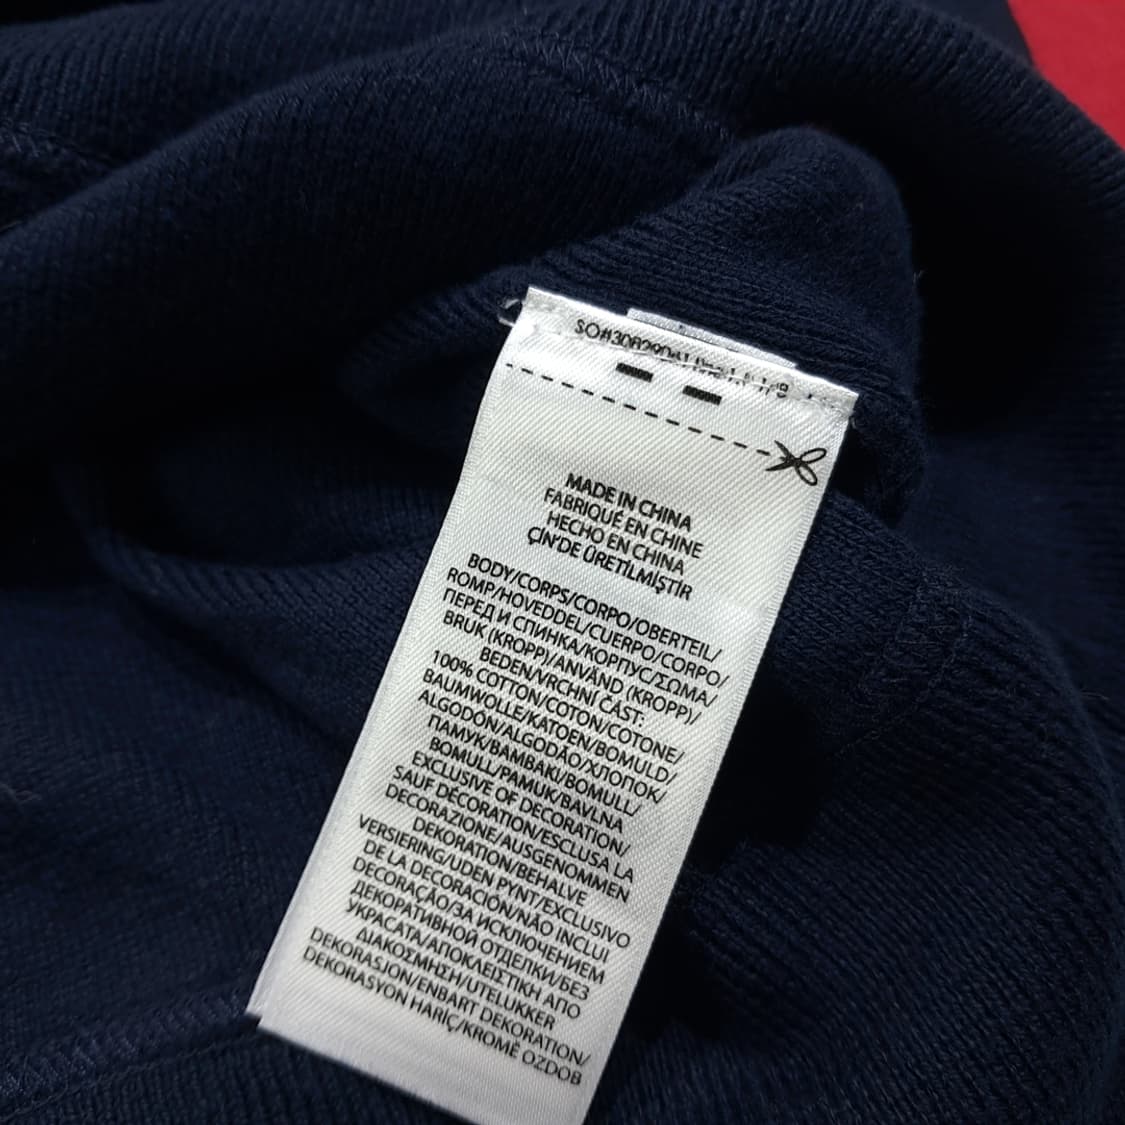 MADE IN CHINA
FABRIQUÉ EN CHINE
HECHO EN CHINA
ÇİN'DE ÜRETİLMİŞTİR
BODY/CORPS/CORPO/OBERTEIL/
ROMP/HOVEDDEL/CUERPO/CORPO/
ПЕРЕД И СПИНКА/КОРПУС/ΣΩΜΑ/
BRUK (KROPP)/ANVÄND (KROPP)/
BEDEN/VRCHNÍ ČÁST:
100% COTTON/COTON/COTONE/
BAUMWOLLE/KATOEN/BOMULD/
ALGODÓN/ALGODÃO/ХЛОПОК/
ПАМУК/ΒΑΜΒΑΚΙ/BOMULL/
BOMULL/PAMUK/BAVLNA
EXCLUSIVE OF DECORATION/
SAUF DÉCORATION/ESCLUSA LA
DECORAZIONE/AUSGENOMMEN
DEKORATION/BEHALVE
VERSIERING/UDEN PYNT/EXCLUSIVO
DE LA DECORACIÓN/NÃO INCLUI
DECORAÇÃO/ЗА ИСКЛЮЧЕНИЕМ
ДЕКОРАТИВНОЙ ОТДЕЛКИ/БЕЗ
УКРАСАТА/ΑΠΟΚΛΕΙΣΤΙΚΗ ΑΠΟ
ΔΙΑΚΟΣΜΗΣΗ/UTELUKKER
DEKORASJON/ENBART DEKORATION/
DEKORASYON HARİÇ/KROMĚ OZDOB